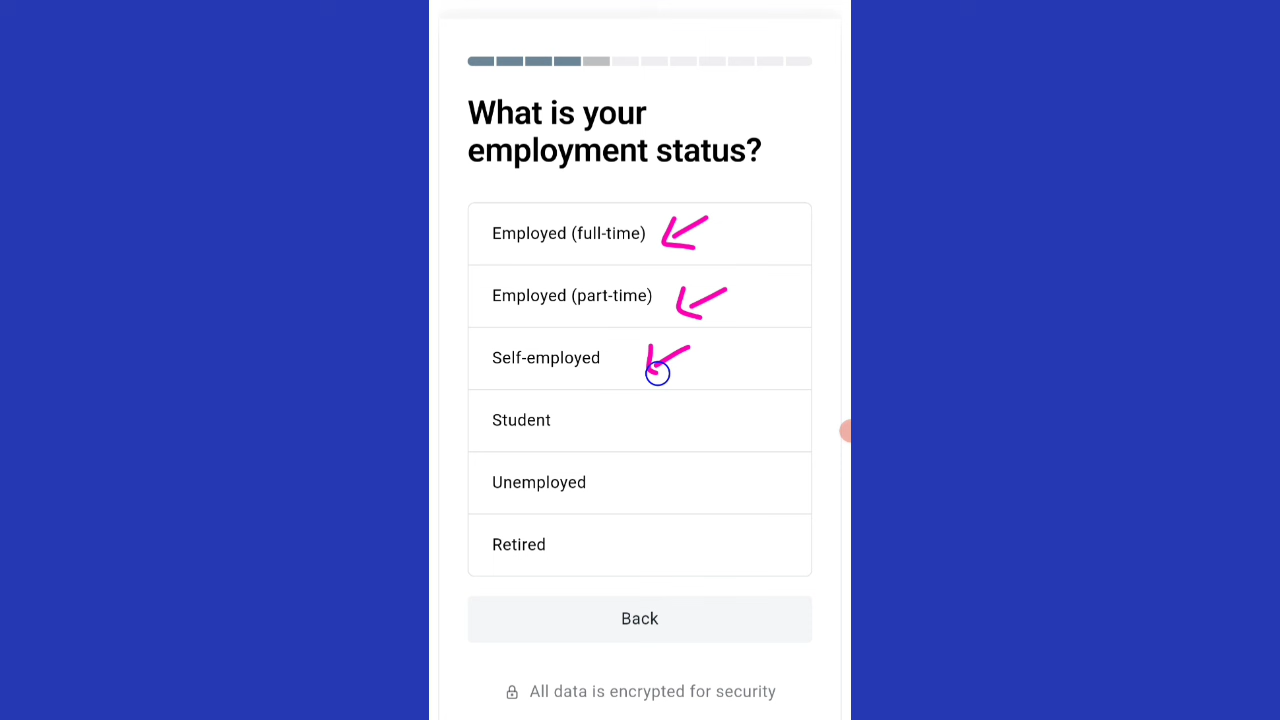 What is your
employment status?
Employed (full-time)
Employed (part-time)
Self-employed
Student
Unemployed
Retired
Back
All data is encrypted for security